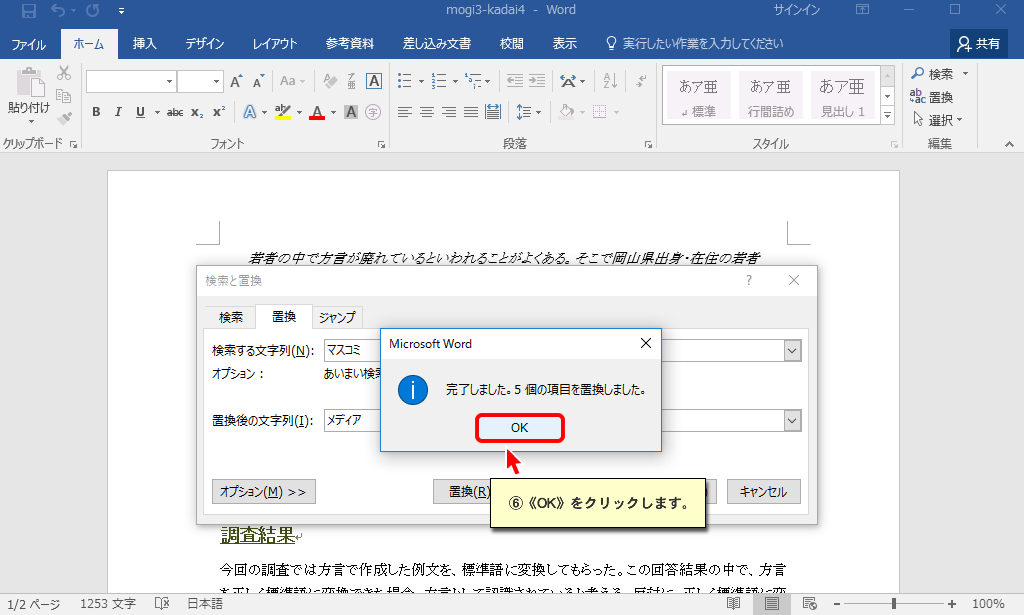 mogi3-kadai4 - Word
サインイン
ファイル ホーム 挿入 デザイン レイアウト 参考資料 差し込み文書 校閲 表示 実行したい作業を入力してください 共有
貼り付け
Aa
B I U abc X₂ X² A A A 字
あア亜 あア亜 あア亜
標準 行間詰め 見出し 1
検索
置換
選択
クリップボード フォント 段落 スタイル 編集
若者の中で方言が廃れているといわれることがよくある。そこで岡山県出身・在住の若者
検索と置換 ?
検索 置換 ジャンプ
検索する文字列(N): マスコミ
オプション： あいまい検索
置換後の文字列(I): メディア
Microsoft Word
完了しました。5 個の項目を置換しました。
OK
オプション(M) >> 置換(R) キャンセル
⑥《OK》をクリックします。
調査結果
今回の調査では方言で作成した例文を、標準語に変換してもらった。この回答結果の中で、方言
1/2 ページ 1253 文字 日本語 100%